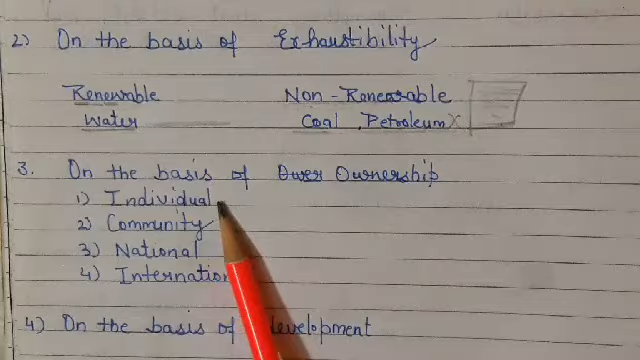 2) On the basis of Exhaustibility
Renewable Non-Renewable
Water Coal, Petroleum
3. On the basis of Ownership
1) Individual
2) Community
3) National
4) Internation
4) On the basis of development